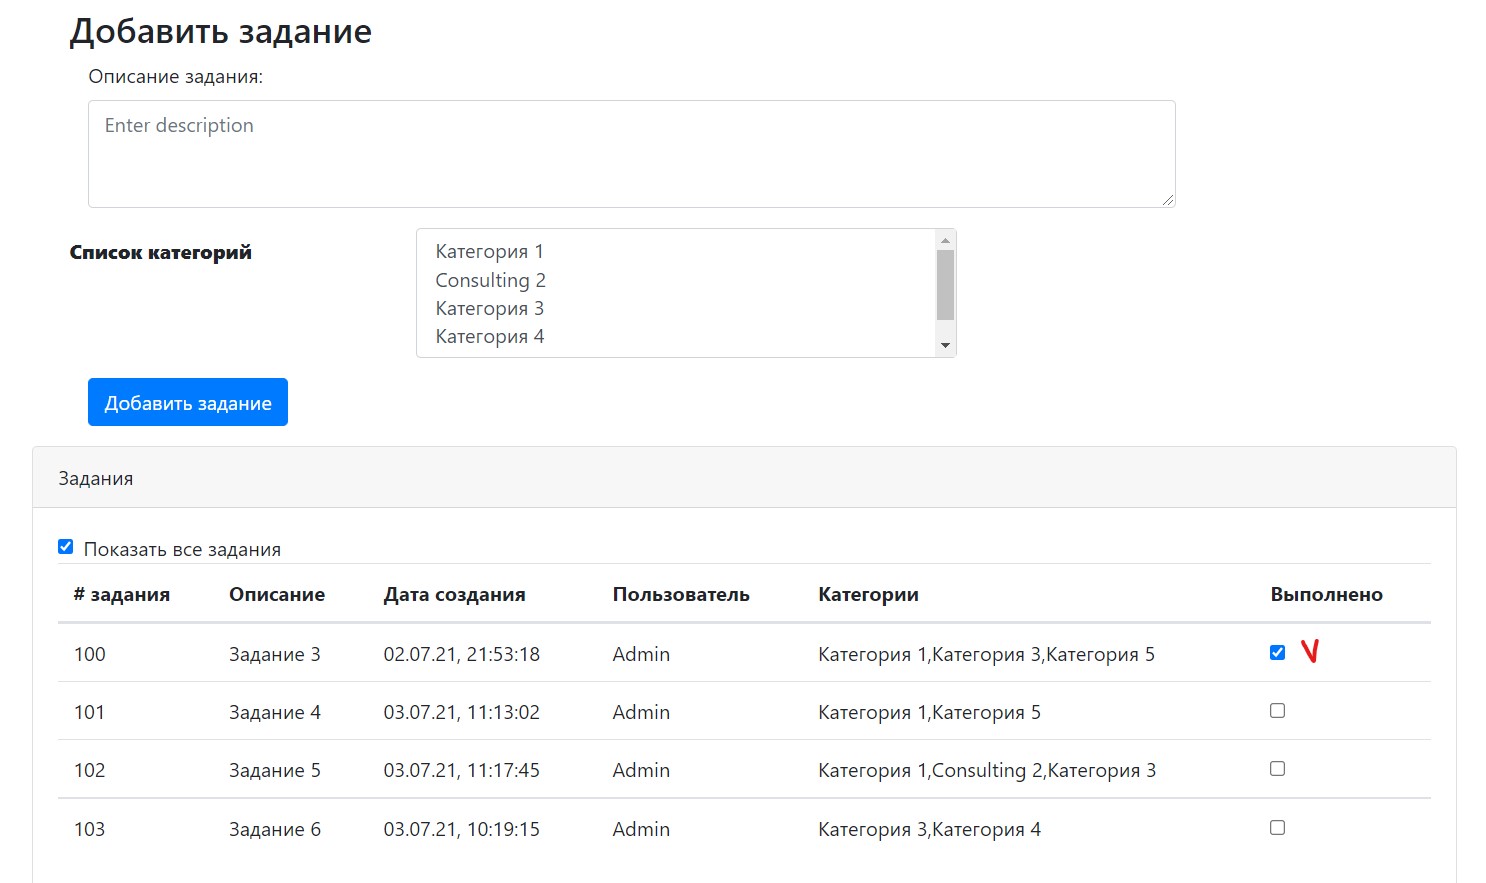 Добавить задание
Описание задания:
Enter description
Список категорий
Категория 1
Consulting 2
Категория 3
Категория 4
Добавить задание
Задания
Показать все задания
# задания Описание Дата создания Пользователь Категории Выполнено
100 Задание 3 02.07.21, 21:53:18 Admin Категория 1,Категория 3,Категория 5
101 Задание 4 03.07.21, 11:13:02 Admin Категория 1,Категория 5
102 Задание 5 03.07.21, 11:17:45 Admin Категория 1,Consulting 2,Категория 3
103 Задание 6 03.07.21, 10:19:15 Admin Категория 3,Категория 4